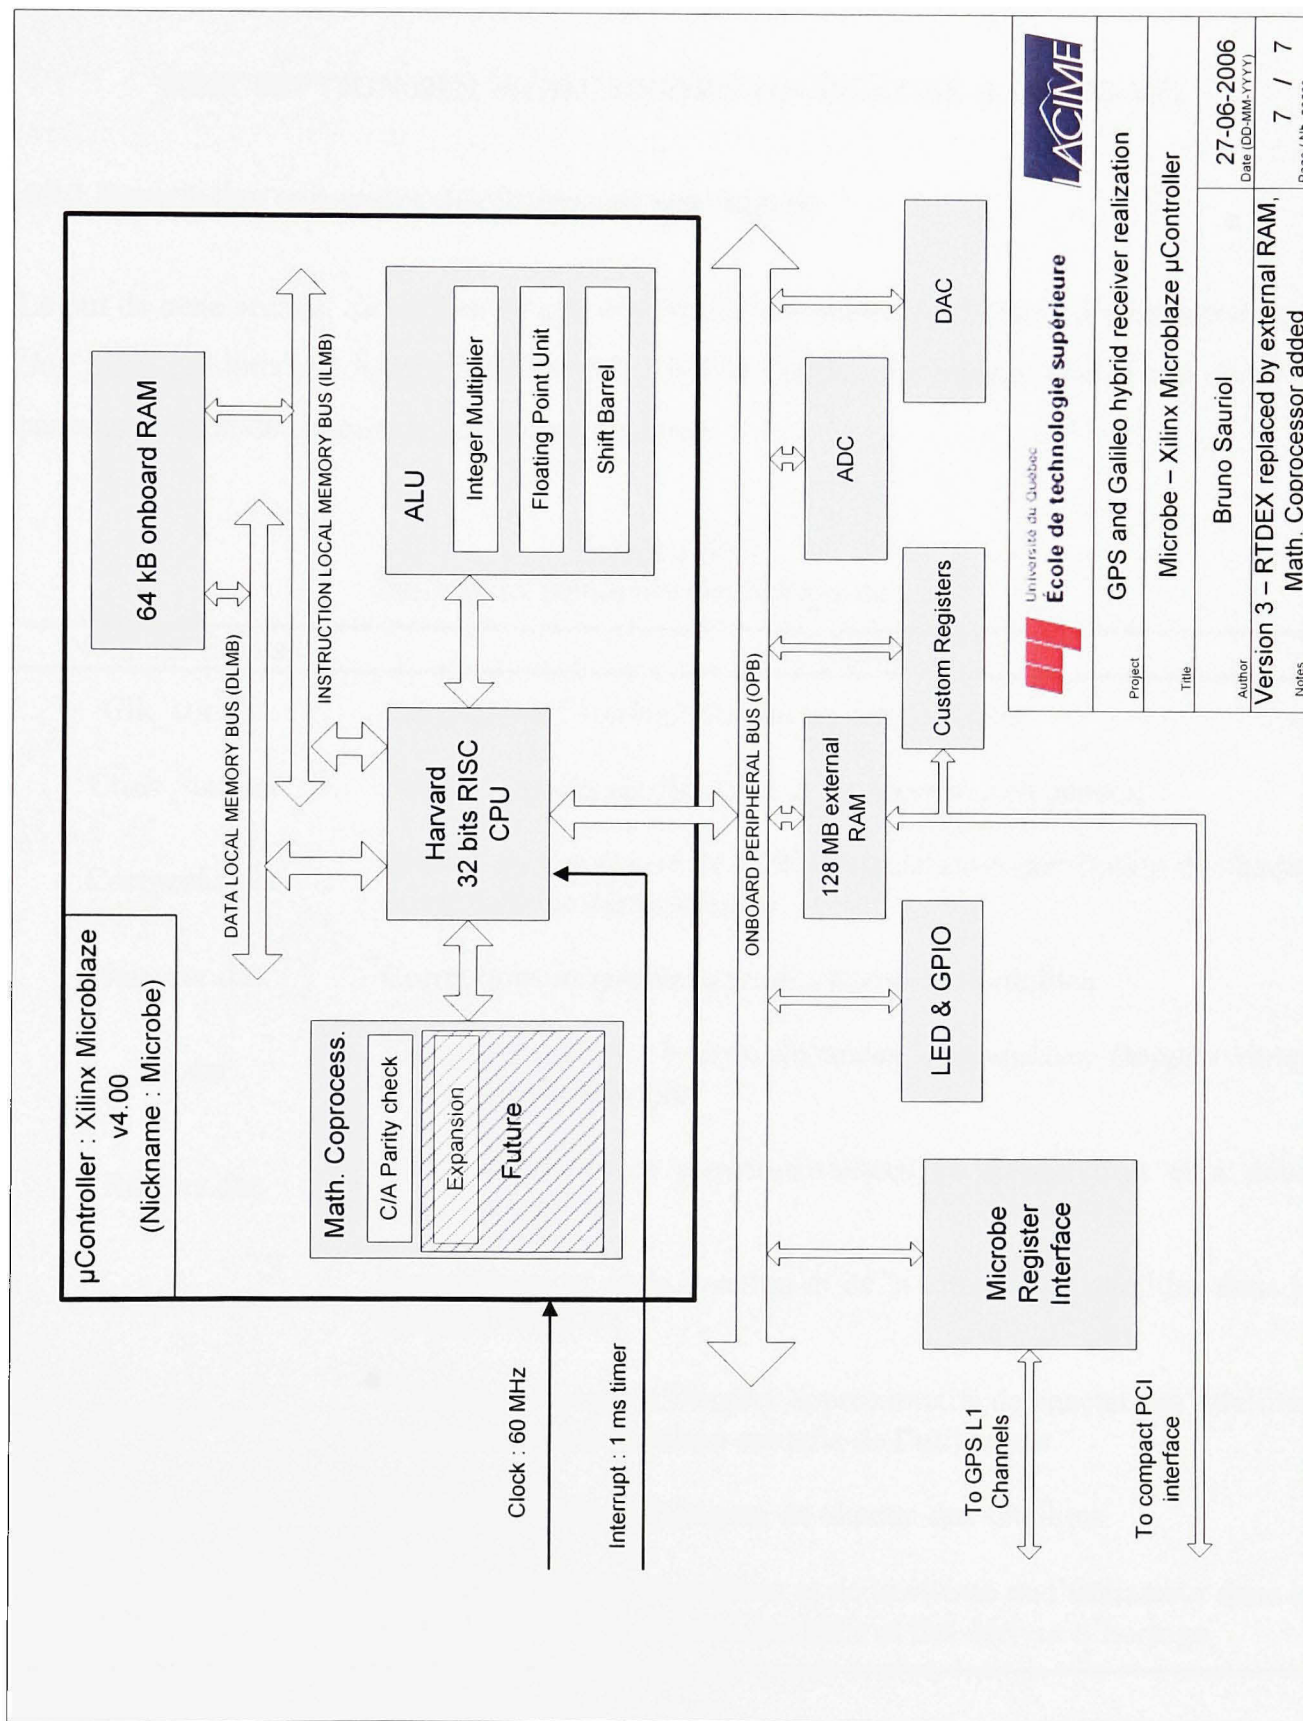 µController : Xilinx Microblaze
v4.00
(Nickname : Microbe)
64 kB onboard RAM
DATA LOCAL MEMORY BUS (DLMB)
INSTRUCTION LOCAL MEMORY BUS (ILMB)
Math. Coprocess.
C/A Parity check
Expansion
Future
Harvard
32 bits RISC
CPU
ALU
Integer Multiplier
Floating Point Unit
Shift Barrel
Clock : 60 MHz
Interrupt : 1 ms timer
ONBOARD PERIPHERAL BUS (OPB)
Microbe
Register
Interface
LED & GPIO
128 MB external
RAM
Custom Registers
ADC
DAC
To GPS L1
Channels
To compact PCI
interface
Université du Québec
École de technologie supérieure
LACIME
Project
GPS and Galileo hybrid receiver realization
Title
Microbe – Xilinx Microblaze µController
Author
Bruno Sauriol
27-06-2006
Date (DD-MM-YYYY)
Version 3 – RTDEX replaced by external RAM,
Math. Coprocessor added
Notes
7 / 7